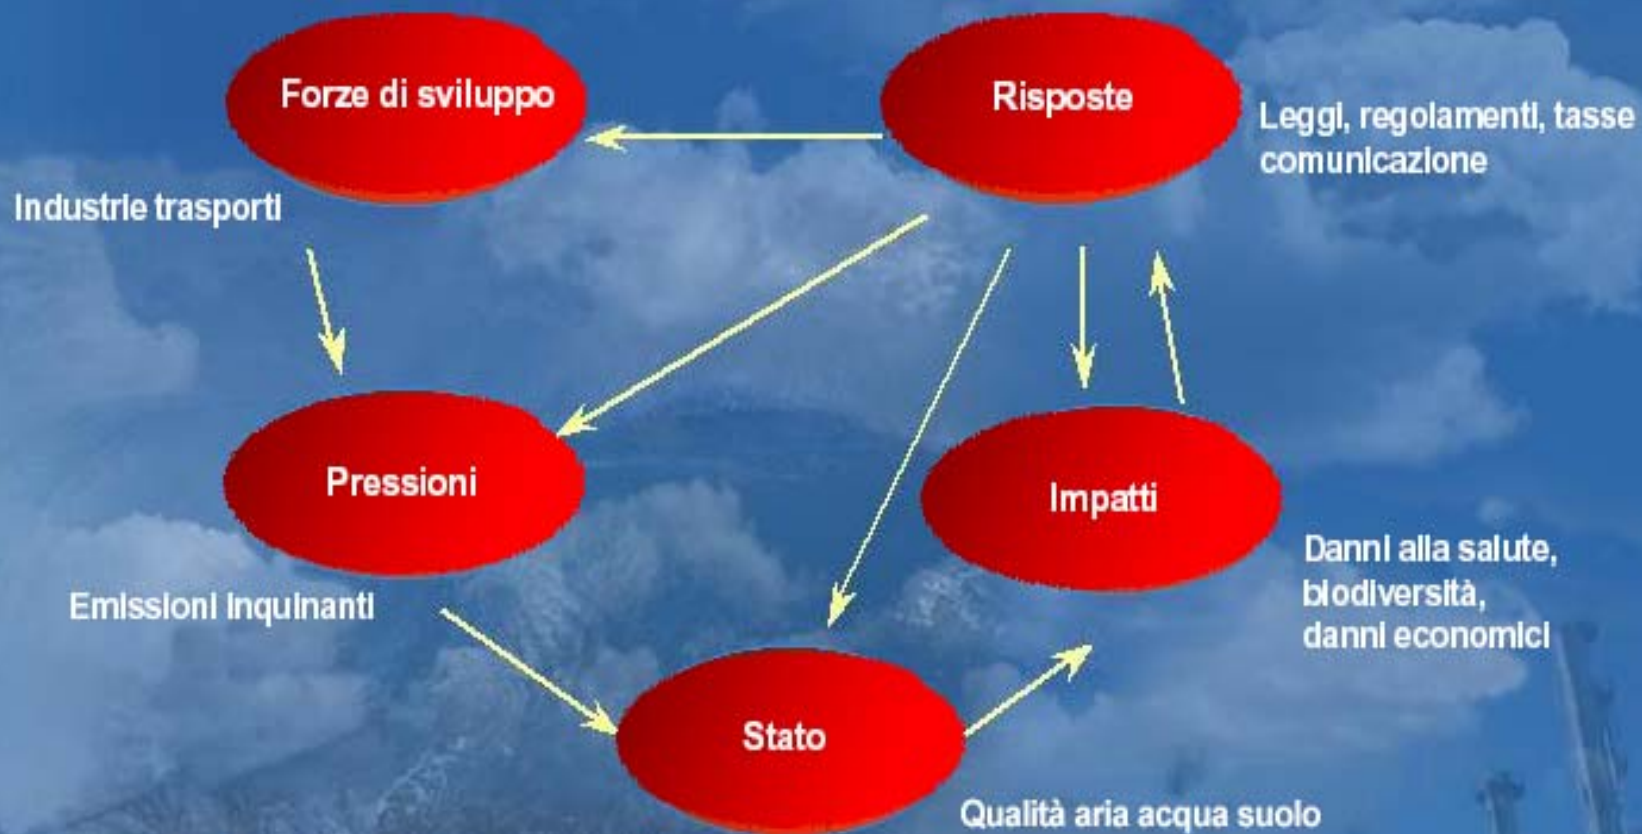 Forze di sviluppo
Risposte
Leggi, regolamenti, tasse
comunicazione
Industrie trasporti
Pressioni
Impatti
Danni alla salute,
biodiversità,
danni economici
Emissioni inquinanti
Stato
Qualità aria acqua suolo